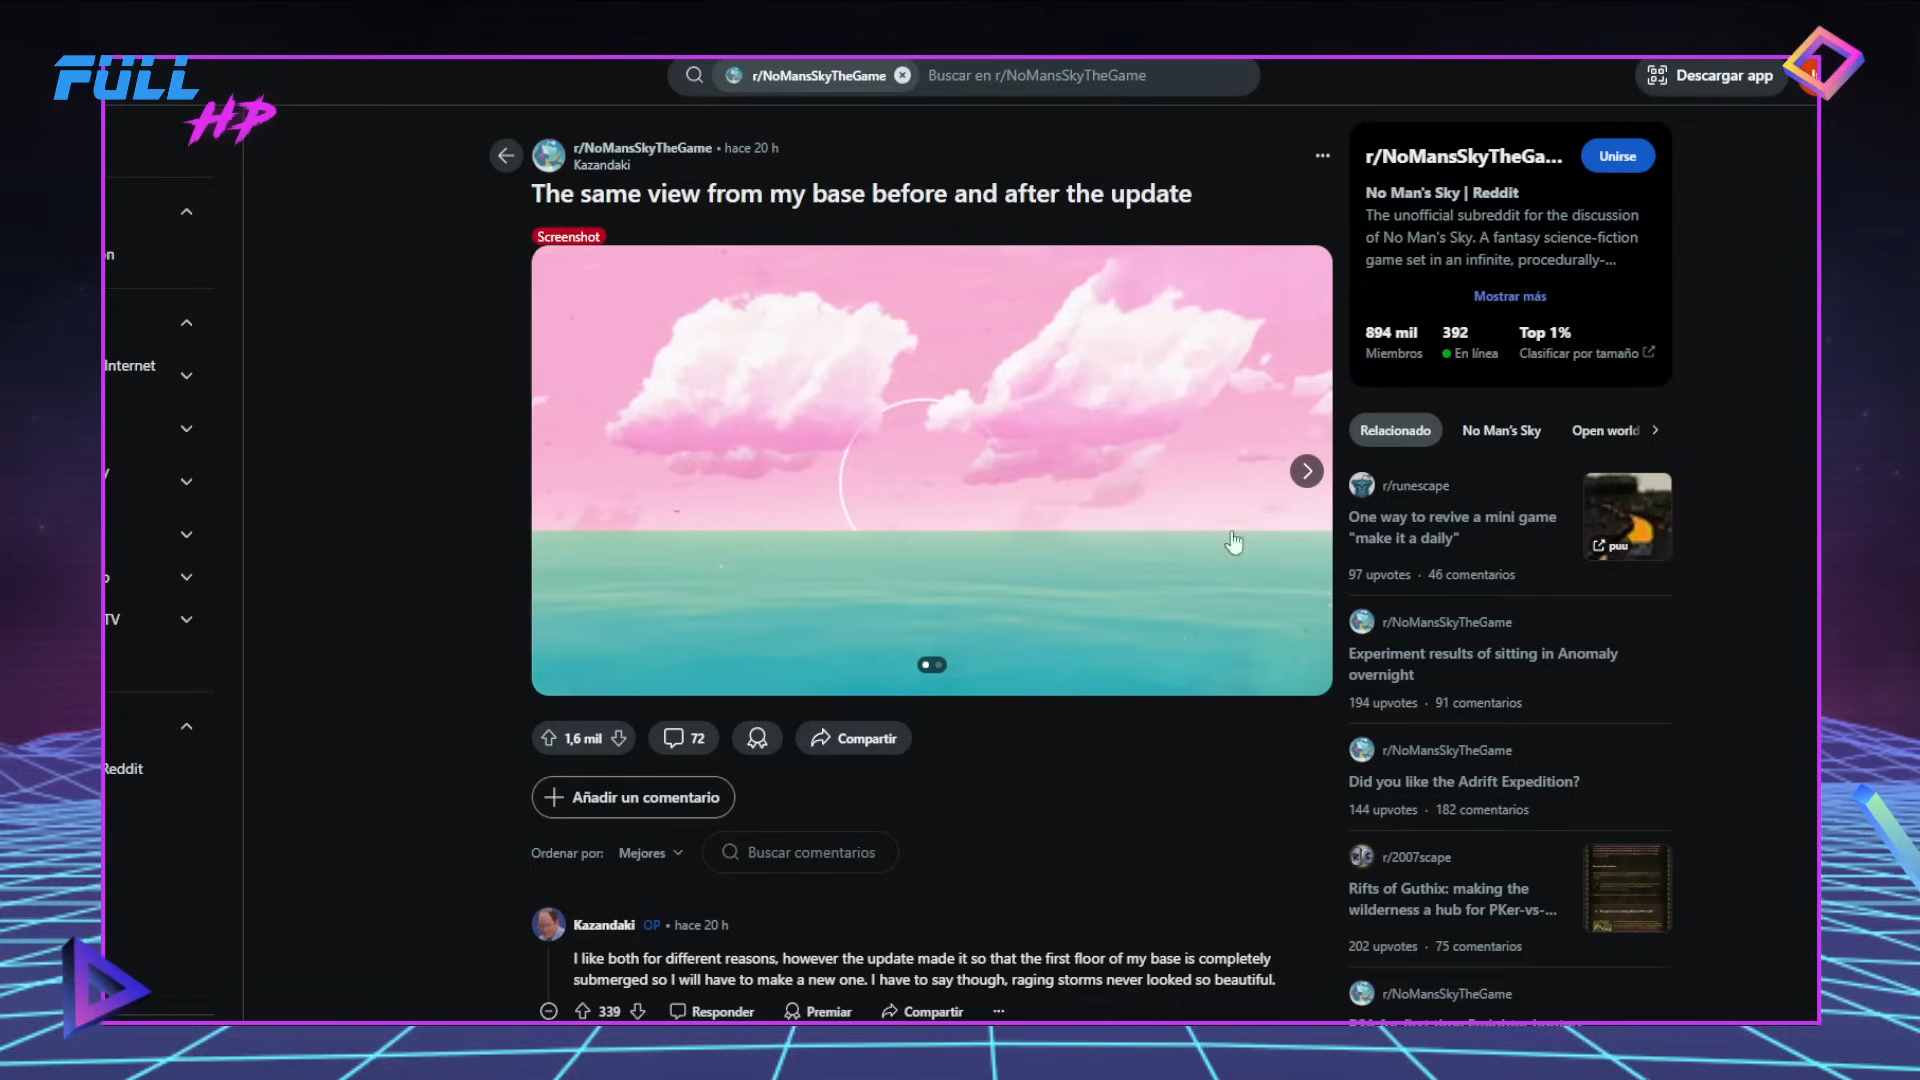 FULL
HP
r/NoMansSkyTheGame
Buscar en r/NoMansSkyTheGame
Descargar app
n
Internet
TV
Reddit
r/NoMansSkyTheGame • hace 20 h
Kazandaki
The same view from my base before and after the update
Screenshot
1,6 mil
72
Compartir
Añadir un comentario
Ordenar por: Mejores
Buscar comentarios
Kazandaki OP • hace 20 h
I like both for different reasons, however the update made it so that the first floor of my base is completely
submerged so I will have to make a new one. I have to say though, raging storms never looked so beautiful.
339
Responder
Premiar
Compartir
r/NoMansSkyTheGa...
Unirse
No Man's Sky | Reddit
The unofficial subreddit for the discussion
of No Man's Sky. A fantasy science-fiction
game set in an infinite, procedurally-...
Mostrar más
894 mil
392
Top 1%
Miembros
En línea
Clasificar por tamaño
Relacionado
No Man's Sky
Open world
r/runescape
One way to revive a mini game
"make it a daily"
puu
97 upvotes · 46 comentarios
r/NoMansSkyTheGame
Experiment results of sitting in Anomaly
overnight
194 upvotes · 91 comentarios
r/NoMansSkyTheGame
Did you like the Adrift Expedition?
144 upvotes · 182 comentarios
r/2007scape
Rifts of Guthix: making the
wilderness a hub for PKer-vs-...
202 upvotes · 75 comentarios
r/NoMansSkyTheGame